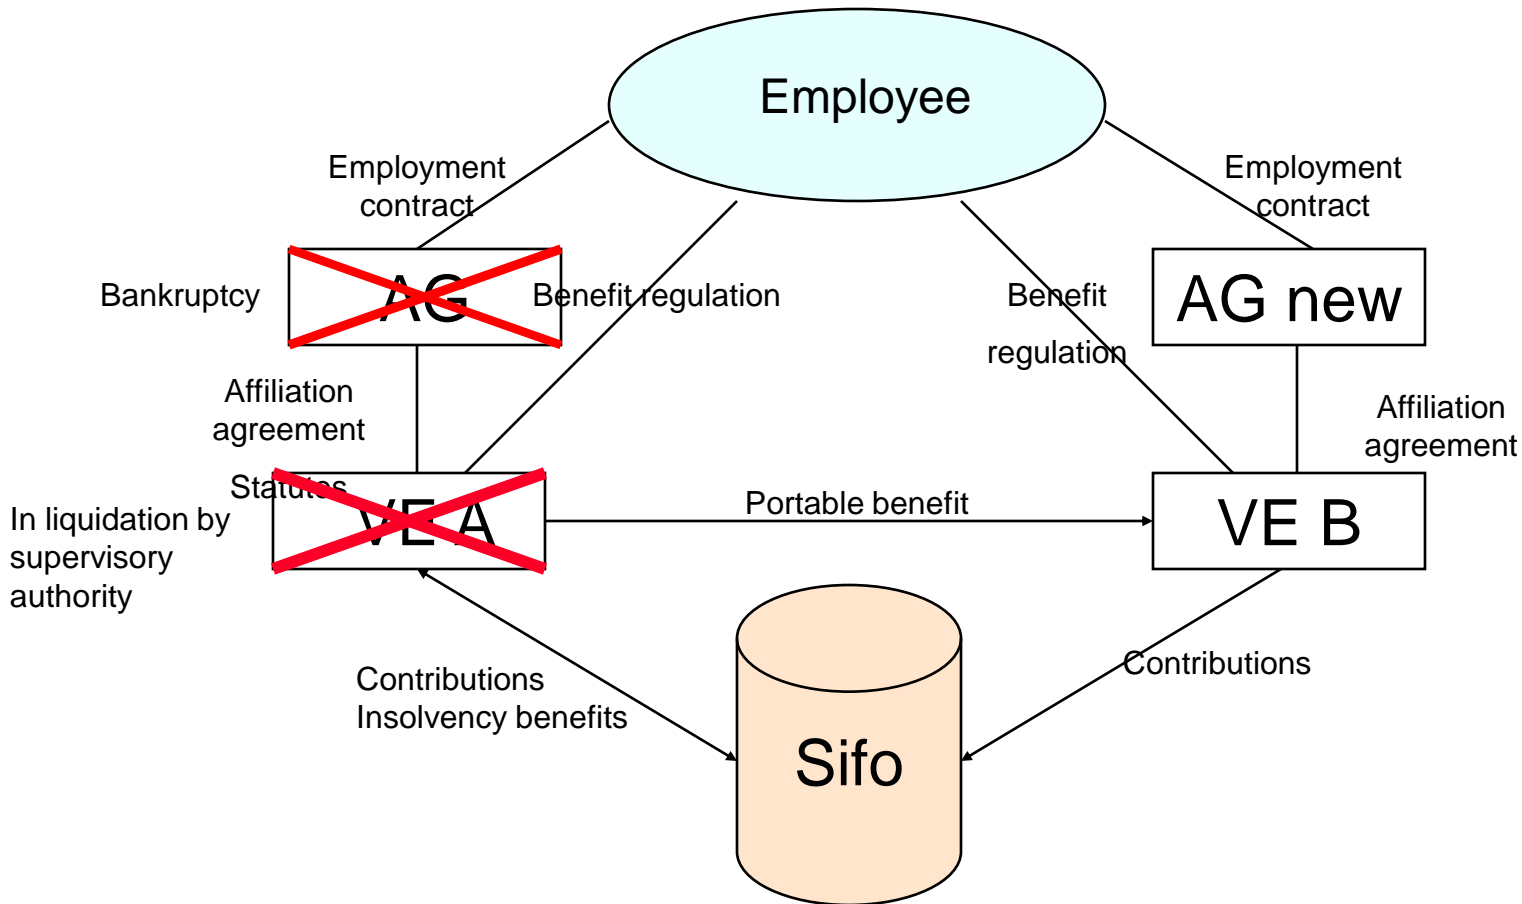 Employee
Employment
contract
Employment
contract
Bankruptcy
AG
Benefit regulation
Benefit
regulation
AG new
Affiliation
agreement
Affiliation
agreement
Statutes
In liquidation by
supervisory
authority
VE A
Portable benefit
VE B
Contributions
Insolvency benefits
Contributions
Sifo